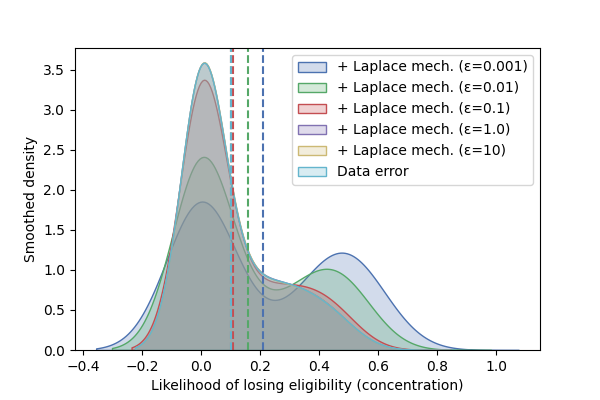 3.5
3.0
2.5
2.0
1.5
1.0
0.5
0.0
Smoothed density
+ Laplace mech. (ε=0.001)
+ Laplace mech. (ε=0.01)
+ Laplace mech. (ε=0.1)
+ Laplace mech. (ε=1.0)
+ Laplace mech. (ε=10)
Data error
−0.4 −0.2 0.0 0.2 0.4 0.6 0.8 1.0
Likelihood of losing eligibility (concentration)